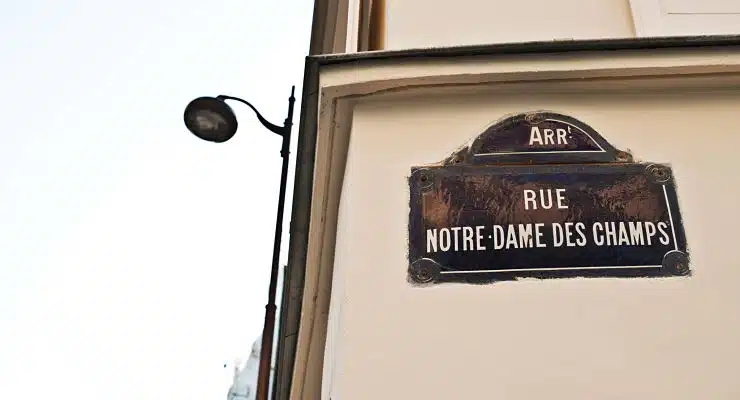 ARRᵗ
RUE
NOTRE·DAME DES CHAMPS